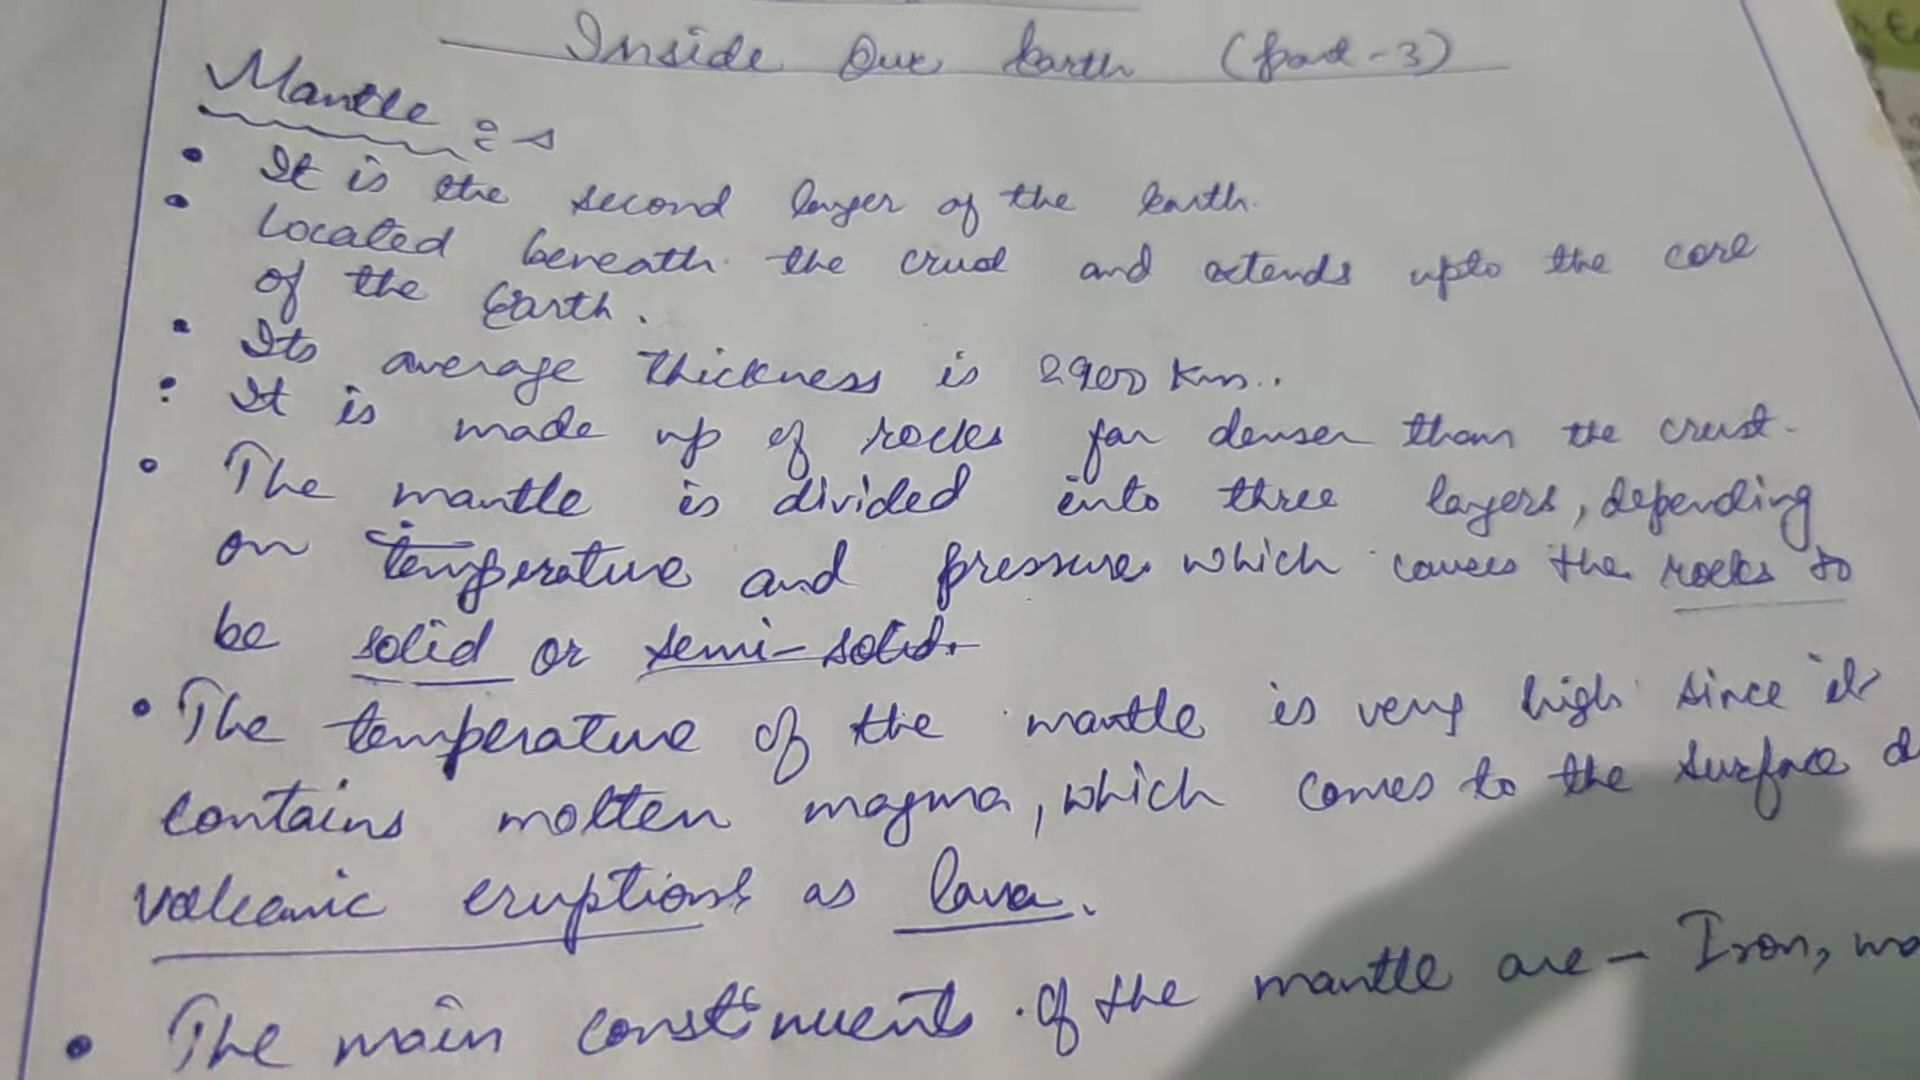 Inside Our Earth (Part-3)
Mantle :-
• It is the second layer of the Earth.
• Located beneath the crust and extends upto the core
of the Earth.
• Its average thickness is 2900 Km.
• It is made up of rocks far denser than the crust.
• The mantle is divided into three layers, depending
on temperature and pressure which causes the rocks to
be solid or semi-solid.
• The temperature of the mantle is very high since it
contains molten magma, which comes to the surface
volcanic eruptions as lava.
• The main constituents of the mantle are - Iron,